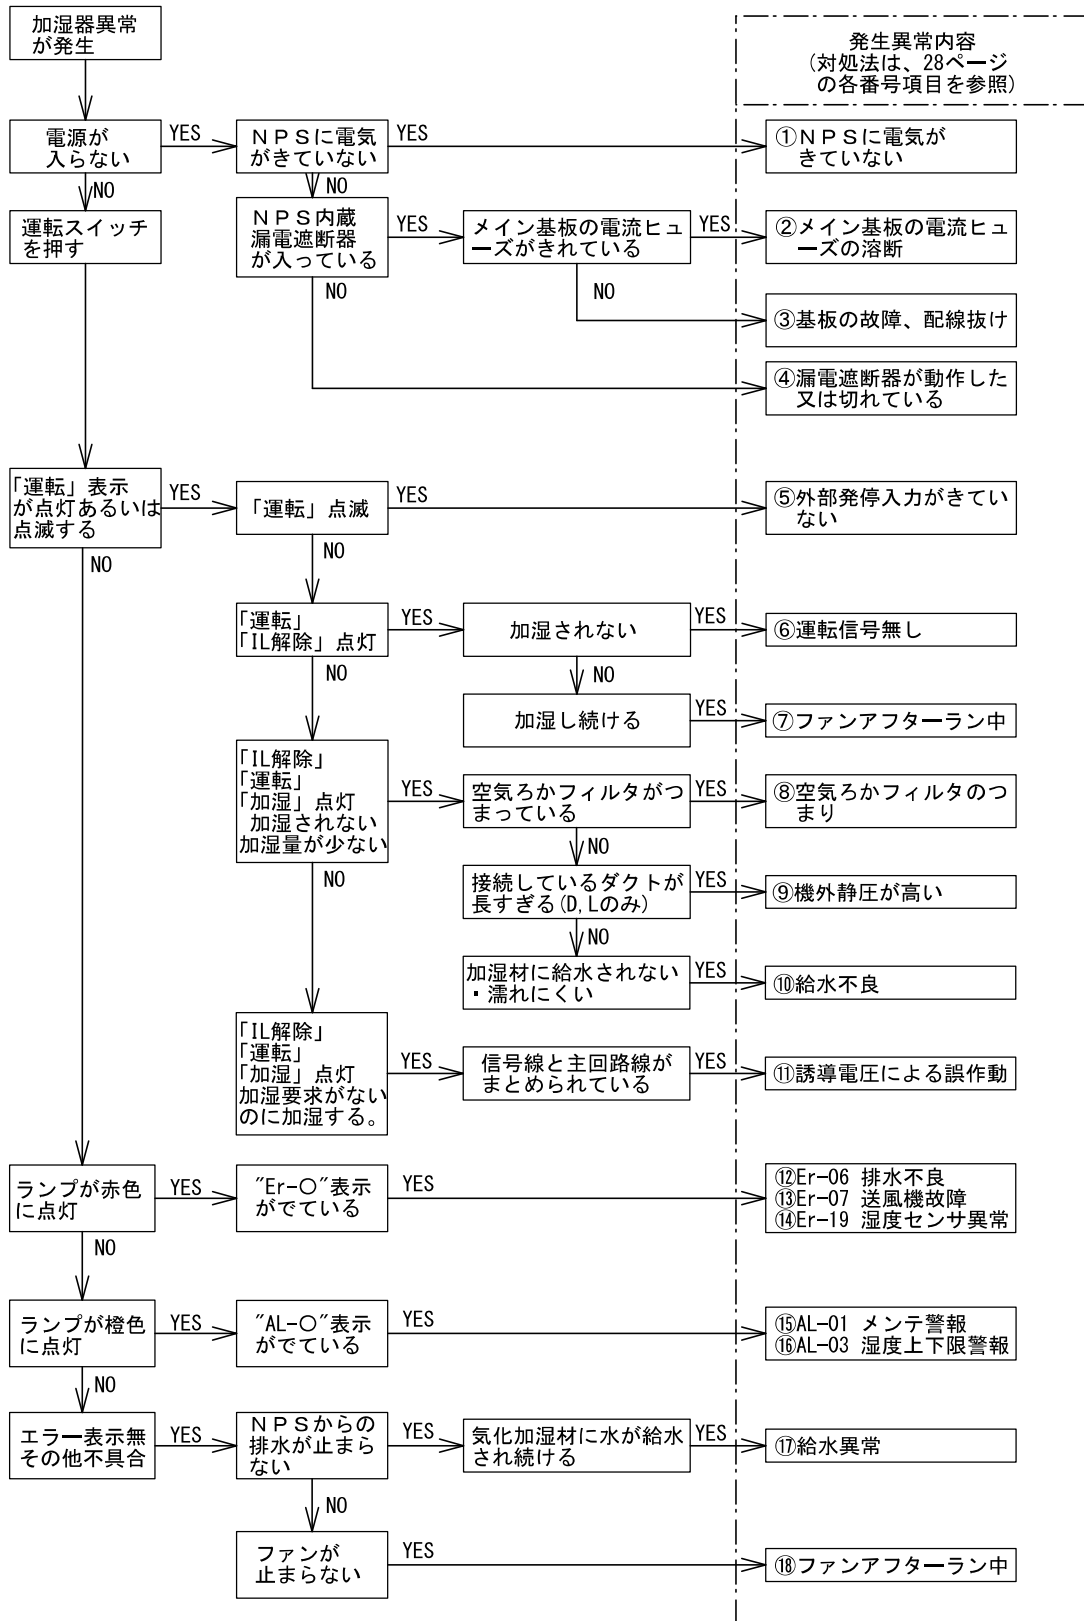 加湿器異常
が発生
発生異常内容
(対処法は、28ページ
の各番号項目を参照)
電源が
入らない
YES
NPSに電気
がきていない
YES
①NPSに電気が
きていない
NO
NO
運転スイッチ
を押す
NPS内蔵
漏電遮断器
が入っている
YES
メイン基板の電流ヒュ
ーズがきれている
YES
②メイン基板の電流ヒュ
ーズの溶断
NO
NO
③基板の故障、配線抜け
④漏電遮断器が動作した
又は切れている
「運転」表示
が点灯あるいは
点滅する
YES
「運転」点滅
YES
⑤外部発停入力がきてい
ない
NO
NO
「運転」
「IL解除」点灯
YES
加湿されない
YES
⑥運転信号無し
NO
NO
加湿し続ける
YES
⑦ファンアフターラン中
「IL解除」
「運転」
「加湿」点灯
加湿されない
加湿量が少ない
YES
空気ろかフィルタがつ
まっている
YES
⑧空気ろかフィルタのつ
まり
NO
NO
接続しているダクトが
長すぎる(D,Lのみ)
YES
⑨機外静圧が高い
NO
加湿材に給水されない
・濡れにくい
YES
⑩給水不良
「IL解除」
「運転」
「加湿」点灯
加湿要求がない
のに加湿する。
YES
信号線と主回路線が
まとめられている
YES
⑪誘導電圧による誤作動
ランプが赤色
に点灯
YES
"Er-○"表示
がでている
YES
⑫Er-06 排水不良
⑬Er-07 送風機故障
⑭Er-19 湿度センサ異常
NO
ランプが橙色
に点灯
YES
"AL-○"表示
がでている
YES
⑮AL-01 メンテ警報
⑯AL-03 湿度上下限警報
NO
エラー表示無
その他不具合
YES
NPSからの
排水が止まら
ない
YES
気化加湿材に水が給水
され続ける
YES
⑰給水異常
NO
ファンが
止まらない
YES
⑱ファンアフターラン中